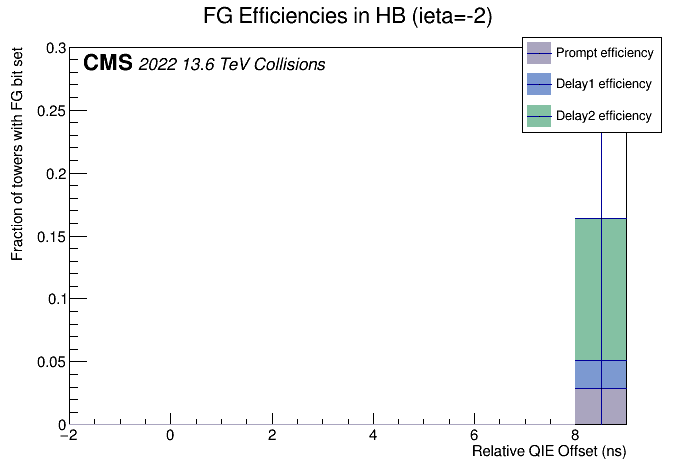 FG Efficiencies in HB (ieta=-2)
Fraction of towers with FG bit set
0.3
0.25
0.2
0.15
0.1
0.05
0
CMS 2022 13.6 TeV Collisions
Prompt efficiency
Delay1 efficiency
Delay2 efficiency
−2 0 2 4 6 8
Relative QIE Offset (ns)